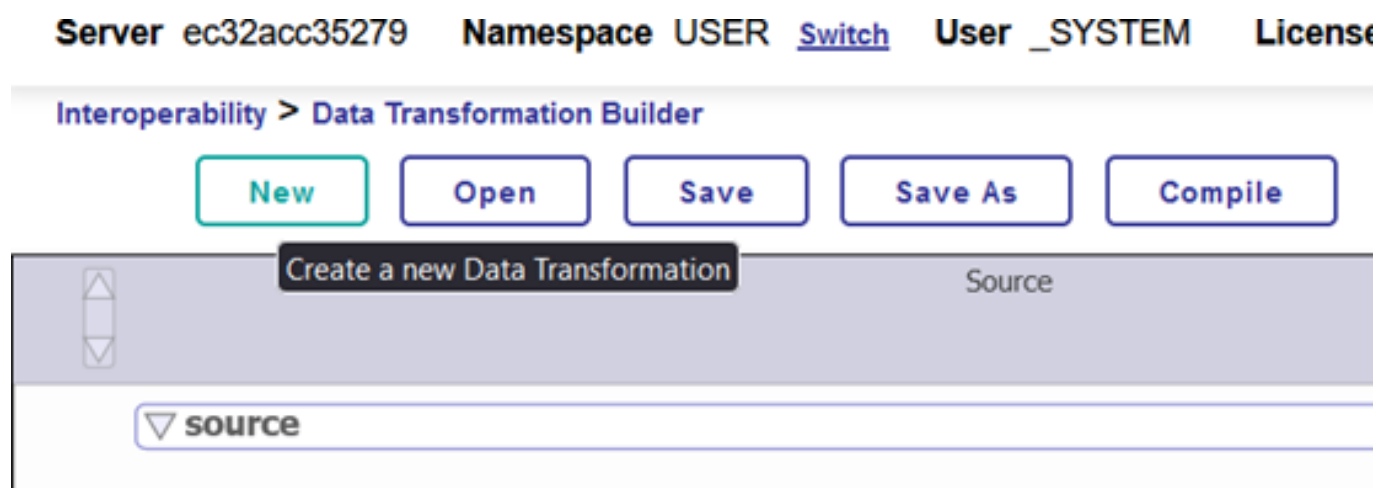 Server ec32acc35279 Namespace USER Switch User _SYSTEM License
Interoperability > Data Transformation Builder
New Open Save Save As Compile
Create a new Data Transformation
Source
source